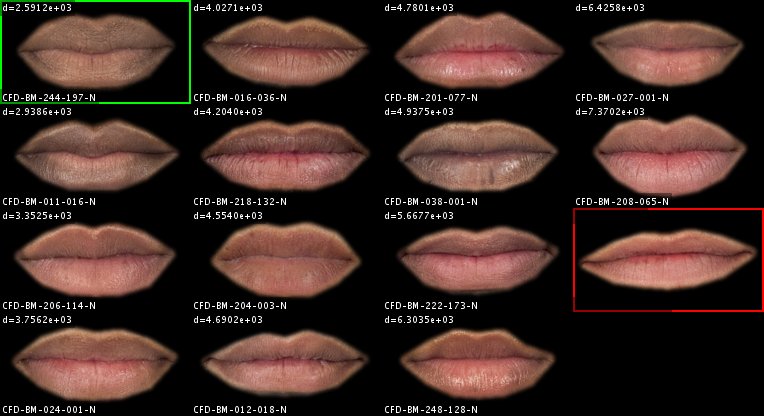 d=2.5912e+03
CFD-BM-244-197-N
d=4.0271e+03
CFD-BM-016-036-N
d=4.7801e+03
CFD-BM-201-077-N
d=6.4258e+03
CFD-BM-027-001-N
d=2.9386e+03
CFD-BM-011-016-N
d=4.2040e+03
CFD-BM-218-132-N
d=4.9375e+03
CFD-BM-038-001-N
d=7.3702e+03
CFD-BM-208-065-N
d=3.3525e+03
CFD-BM-206-114-N
d=4.5540e+03
CFD-BM-204-003-N
d=5.6677e+03
CFD-BM-222-173-N
d=3.7562e+03
CFD-BM-024-001-N
d=4.6902e+03
CFD-BM-012-018-N
d=6.3035e+03
CFD-BM-248-128-N